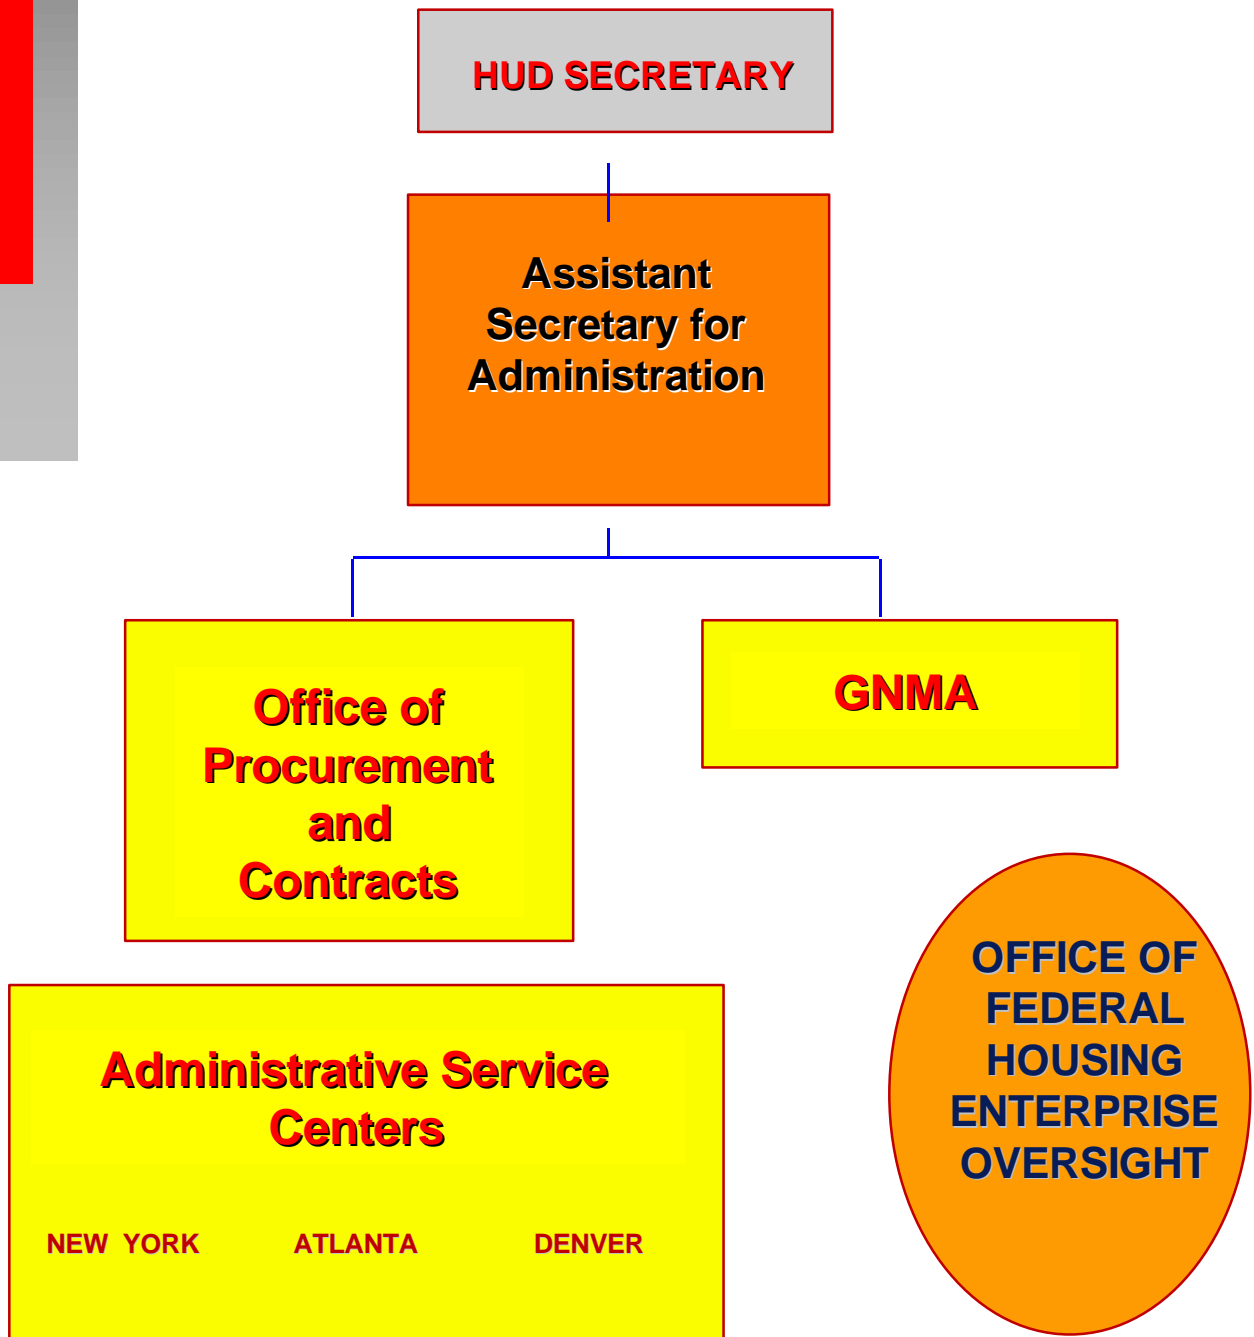 HUD SECRETARY
Assistant
Secretary for
Administration
Office of
Procurement
and
Contracts
GNMA
Administrative Service
Centers
NEW YORK ATLANTA DENVER
OFFICE OF
FEDERAL
HOUSING
ENTERPRISE
OVERSIGHT